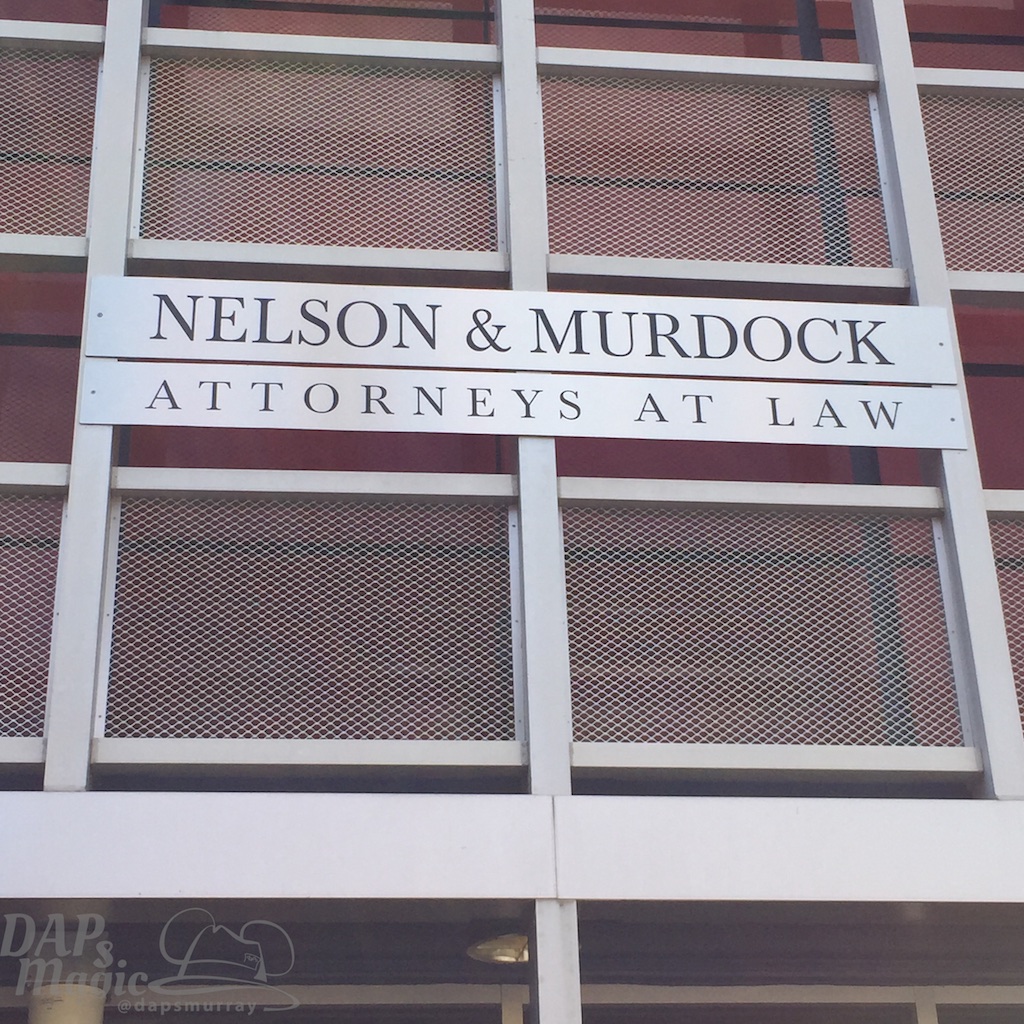 NELSON & MURDOCK
ATTORNEYS AT LAW
DAPs
Magic
@dapsmurray